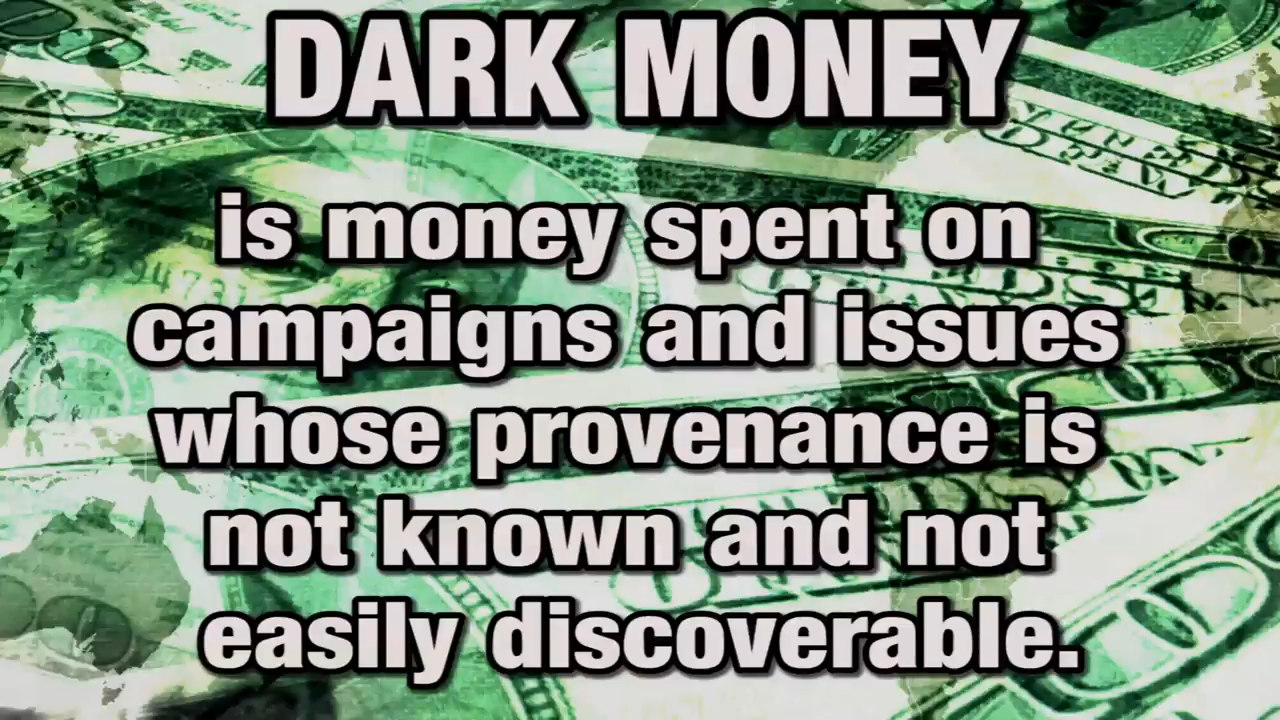 DARK MONEY
is money spent on
campaigns and issues
whose provenance is
not known and not
easily discoverable.